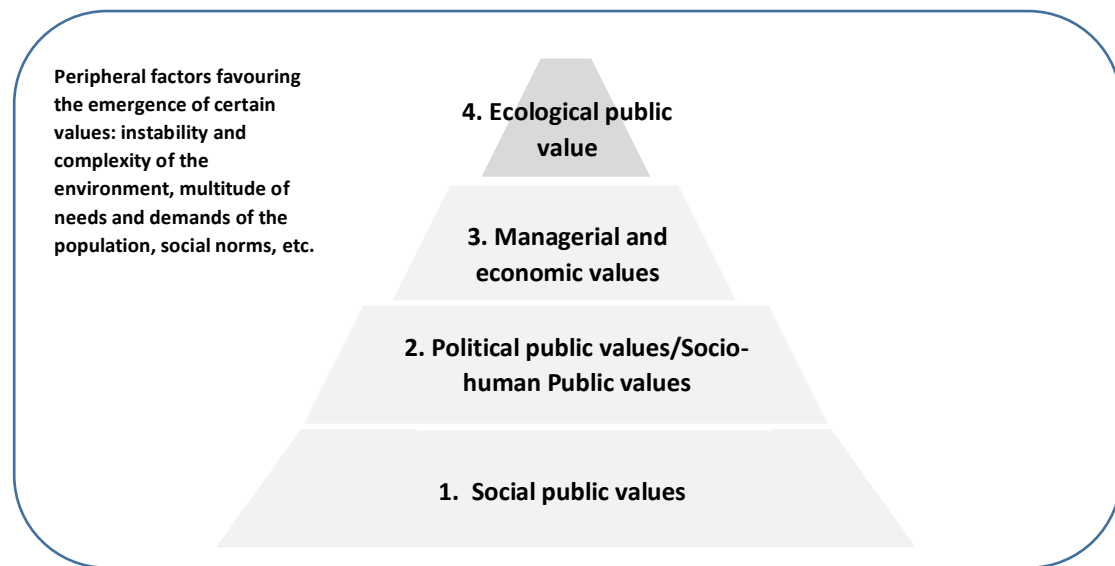 Peripheral factors favouring
the emergence of certain
values: instability and
complexity of the
environment, multitude of
needs and demands of the
population, social norms, etc.
4. Ecological public
value
3. Managerial and
economic values
2. Political public values/Socio-
human Public values
1. Social public values